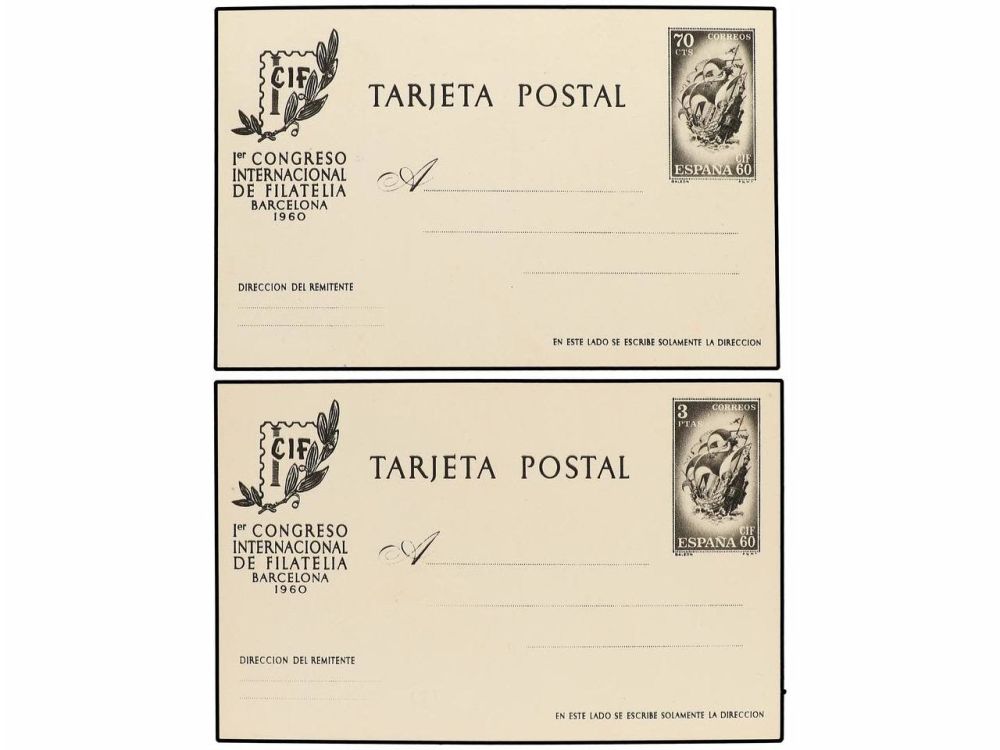 CIF
TARJETA POSTAL
70 CORREOS
CTS
CIF
ESPAÑA 60
Ier CONGRESO
INTERNACIONAL
DE FILATELIA
BARCELONA
1960
A
DIRECCION DEL REMITENTE
EN ESTE LADO SE ESCRIBE SOLAMENTE LA DIRECCION
CIF
TARJETA POSTAL
3 CORREOS
PTAS
CIF
ESPAÑA 60
Ier CONGRESO
INTERNACIONAL
DE FILATELIA
BARCELONA
1960
A
DIRECCION DEL REMITENTE
EN ESTE LADO SE ESCRIBE SOLAMENTE LA DIRECCION